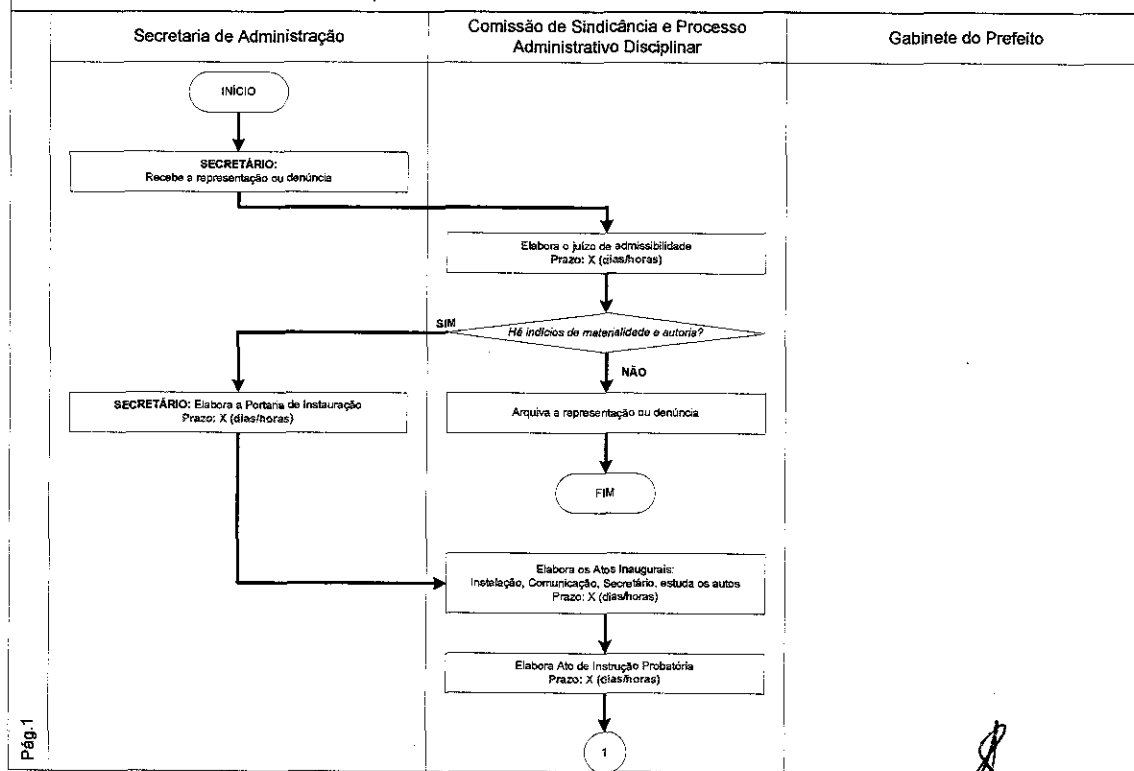 Secretaria de Administração
Comissão de Sindicância e Processo
Administrativo Disciplinar
Gabinete do Prefeito
INÍCIO
SECRETÁRIO:
Recebe a representação ou denúncia
Elabora o juízo de admissibilidade
Prazo: X (dias/horas)
Há indícios de materialidade e autoria?
SIM
NÃO
SECRETÁRIO: Elabora a Portaria de Instauração
Prazo: X (dias/horas)
Arquiva a representação ou denúncia
FIM
Elabora os Atos Inaugurais:
Instalação, Comunicação, Secretário, estuda os autos
Prazo: X (dias/horas)
Elabora Ato de Instrução Probatória
Prazo: X (dias/horas)
1
Pág.1